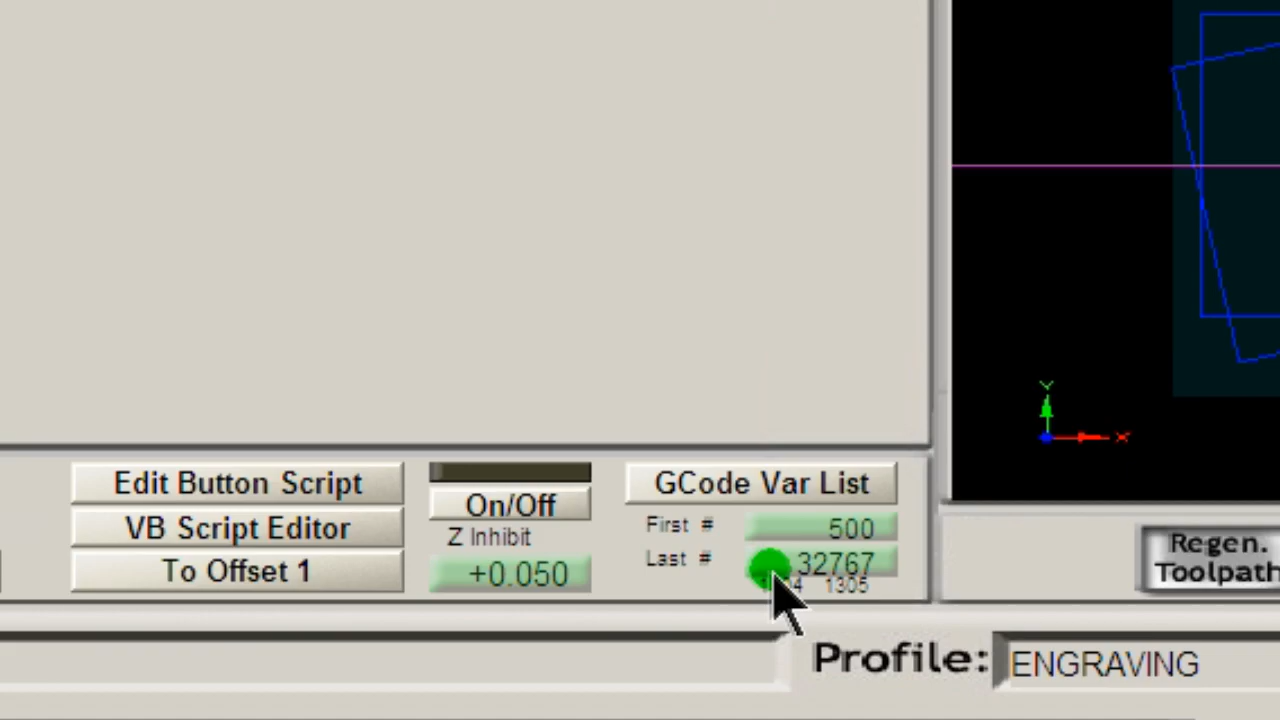 Edit Button Script
VB Script Editor
To Offset 1
On/Off
Z Inhibit
+0.050
GCode Var List
First # 500
Last # 32767
1305
Y
X
Regen.
Toolpath
Profile: ENGRAVING